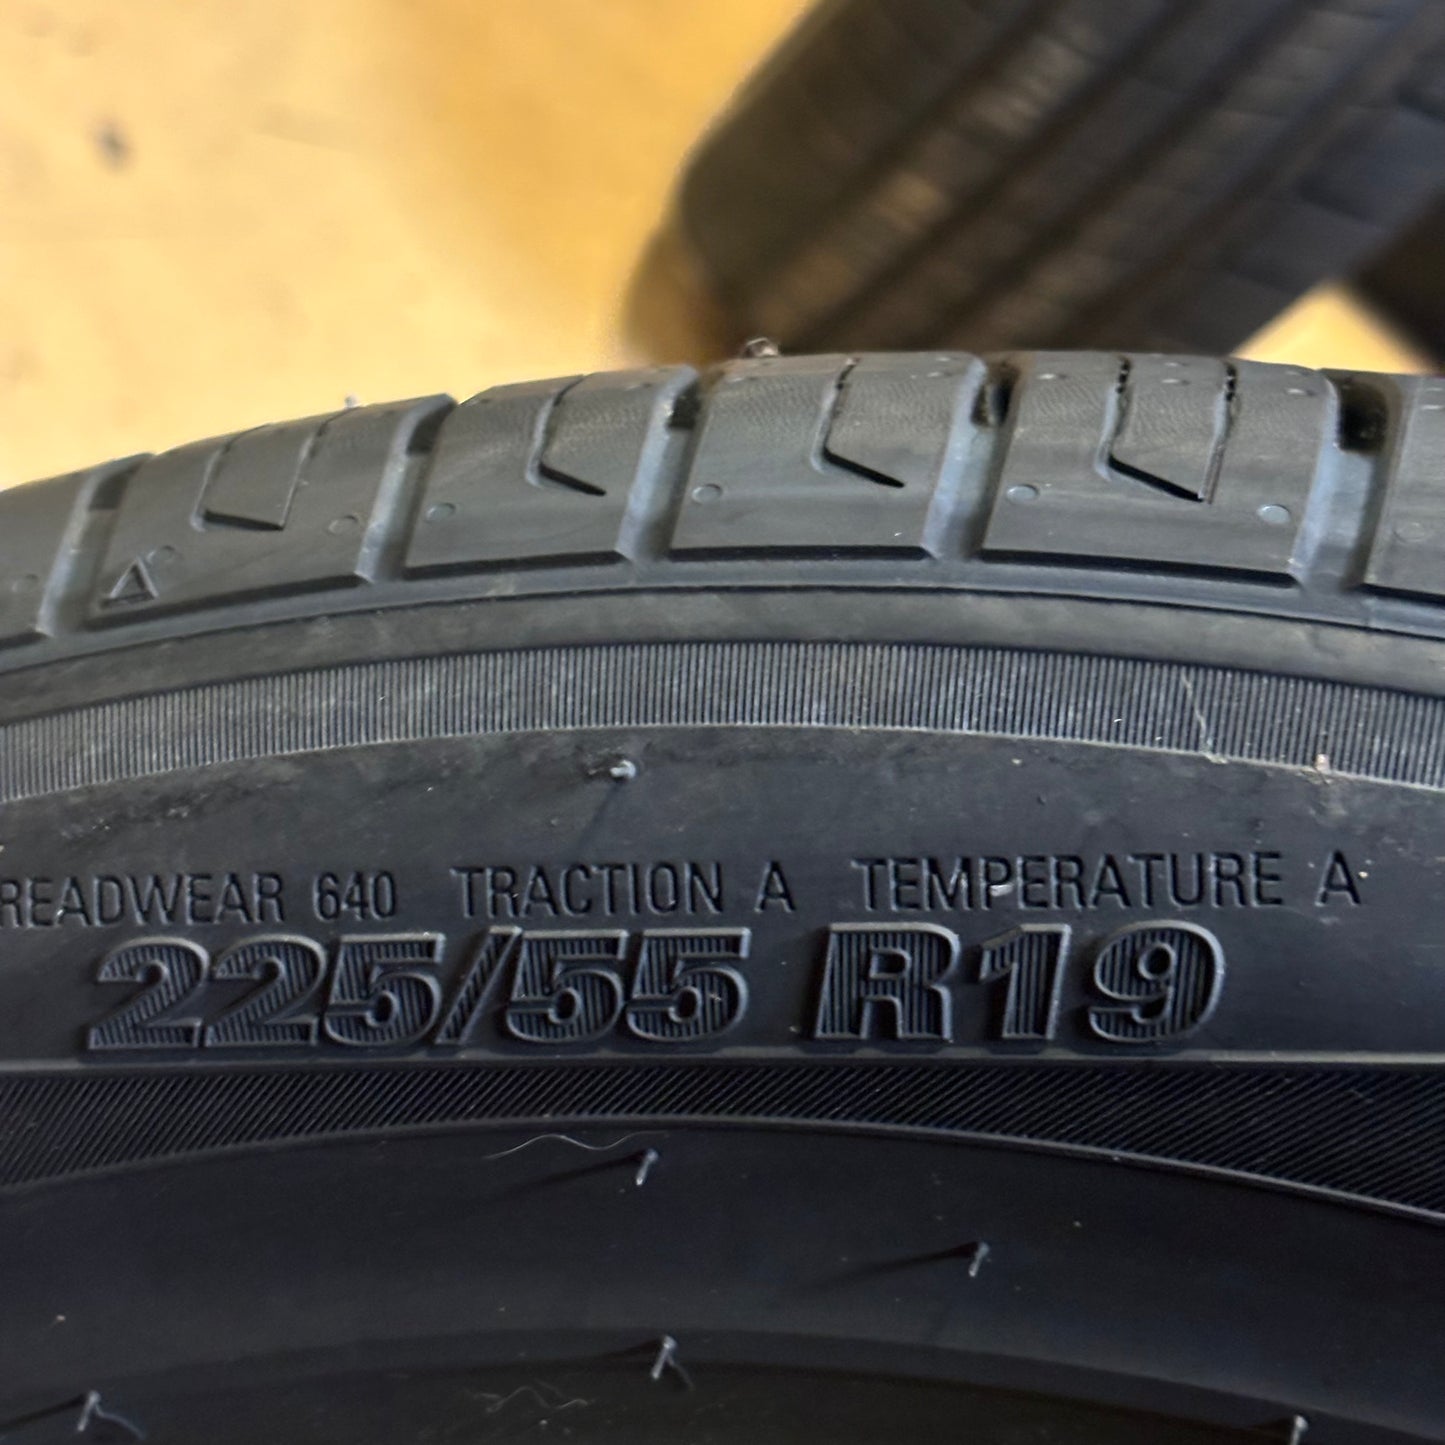 READWEAR 640 TRACTION A TEMPERATURE A
225/55 R19